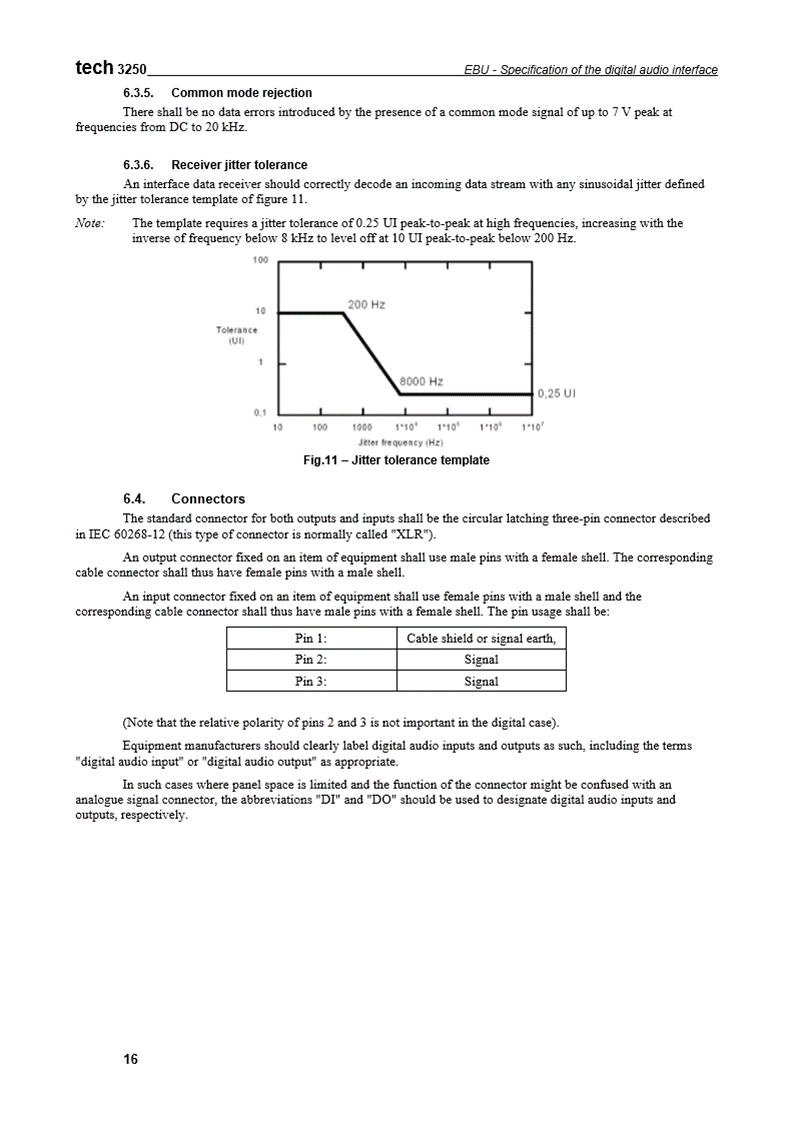 tech 3250 EBU - Specification of the digital audio interface
6.3.5. Common mode rejection
There shall be no data errors introduced by the presence of a common mode signal of up to 7 V peak at
frequencies from DC to 20 kHz.
6.3.6. Receiver jitter tolerance
An interface data receiver should correctly decode an incoming data stream with any sinusoidal jitter defined
by the jitter tolerance template of figure 11.
Note: The template requires a jitter tolerance of 0.25 UI peak-to-peak at high frequencies, increasing with the
inverse of frequency below 8 kHz to level off at 10 UI peak-to-peak below 200 Hz.
100
200 Hz
10
Tolerance
(UI)
1
8000 Hz
0,25 UI
0.1
10 100 1000 1*10⁴ 1*10⁵ 1*10⁶ 1*10⁷
Jitter frequency (Hz)
Fig.11 – Jitter tolerance template
6.4. Connectors
The standard connector for both outputs and inputs shall be the circular latching three-pin connector described
in IEC 60268-12 (this type of connector is normally called "XLR").
An output connector fixed on an item of equipment shall use male pins with a female shell. The corresponding
cable connector shall thus have female pins with a male shell.
An input connector fixed on an item of equipment shall use female pins with a male shell and the
corresponding cable connector shall thus have male pins with a female shell. The pin usage shall be:
Pin 1: Cable shield or signal earth,
Pin 2: Signal
Pin 3: Signal
(Note that the relative polarity of pins 2 and 3 is not important in the digital case).
Equipment manufacturers should clearly label digital audio inputs and outputs as such, including the terms
"digital audio input" or "digital audio output" as appropriate.
In such cases where panel space is limited and the function of the connector might be confused with an
analogue signal connector, the abbreviations "DI" and "DO" should be used to designate digital audio inputs and
outputs, respectively.
16